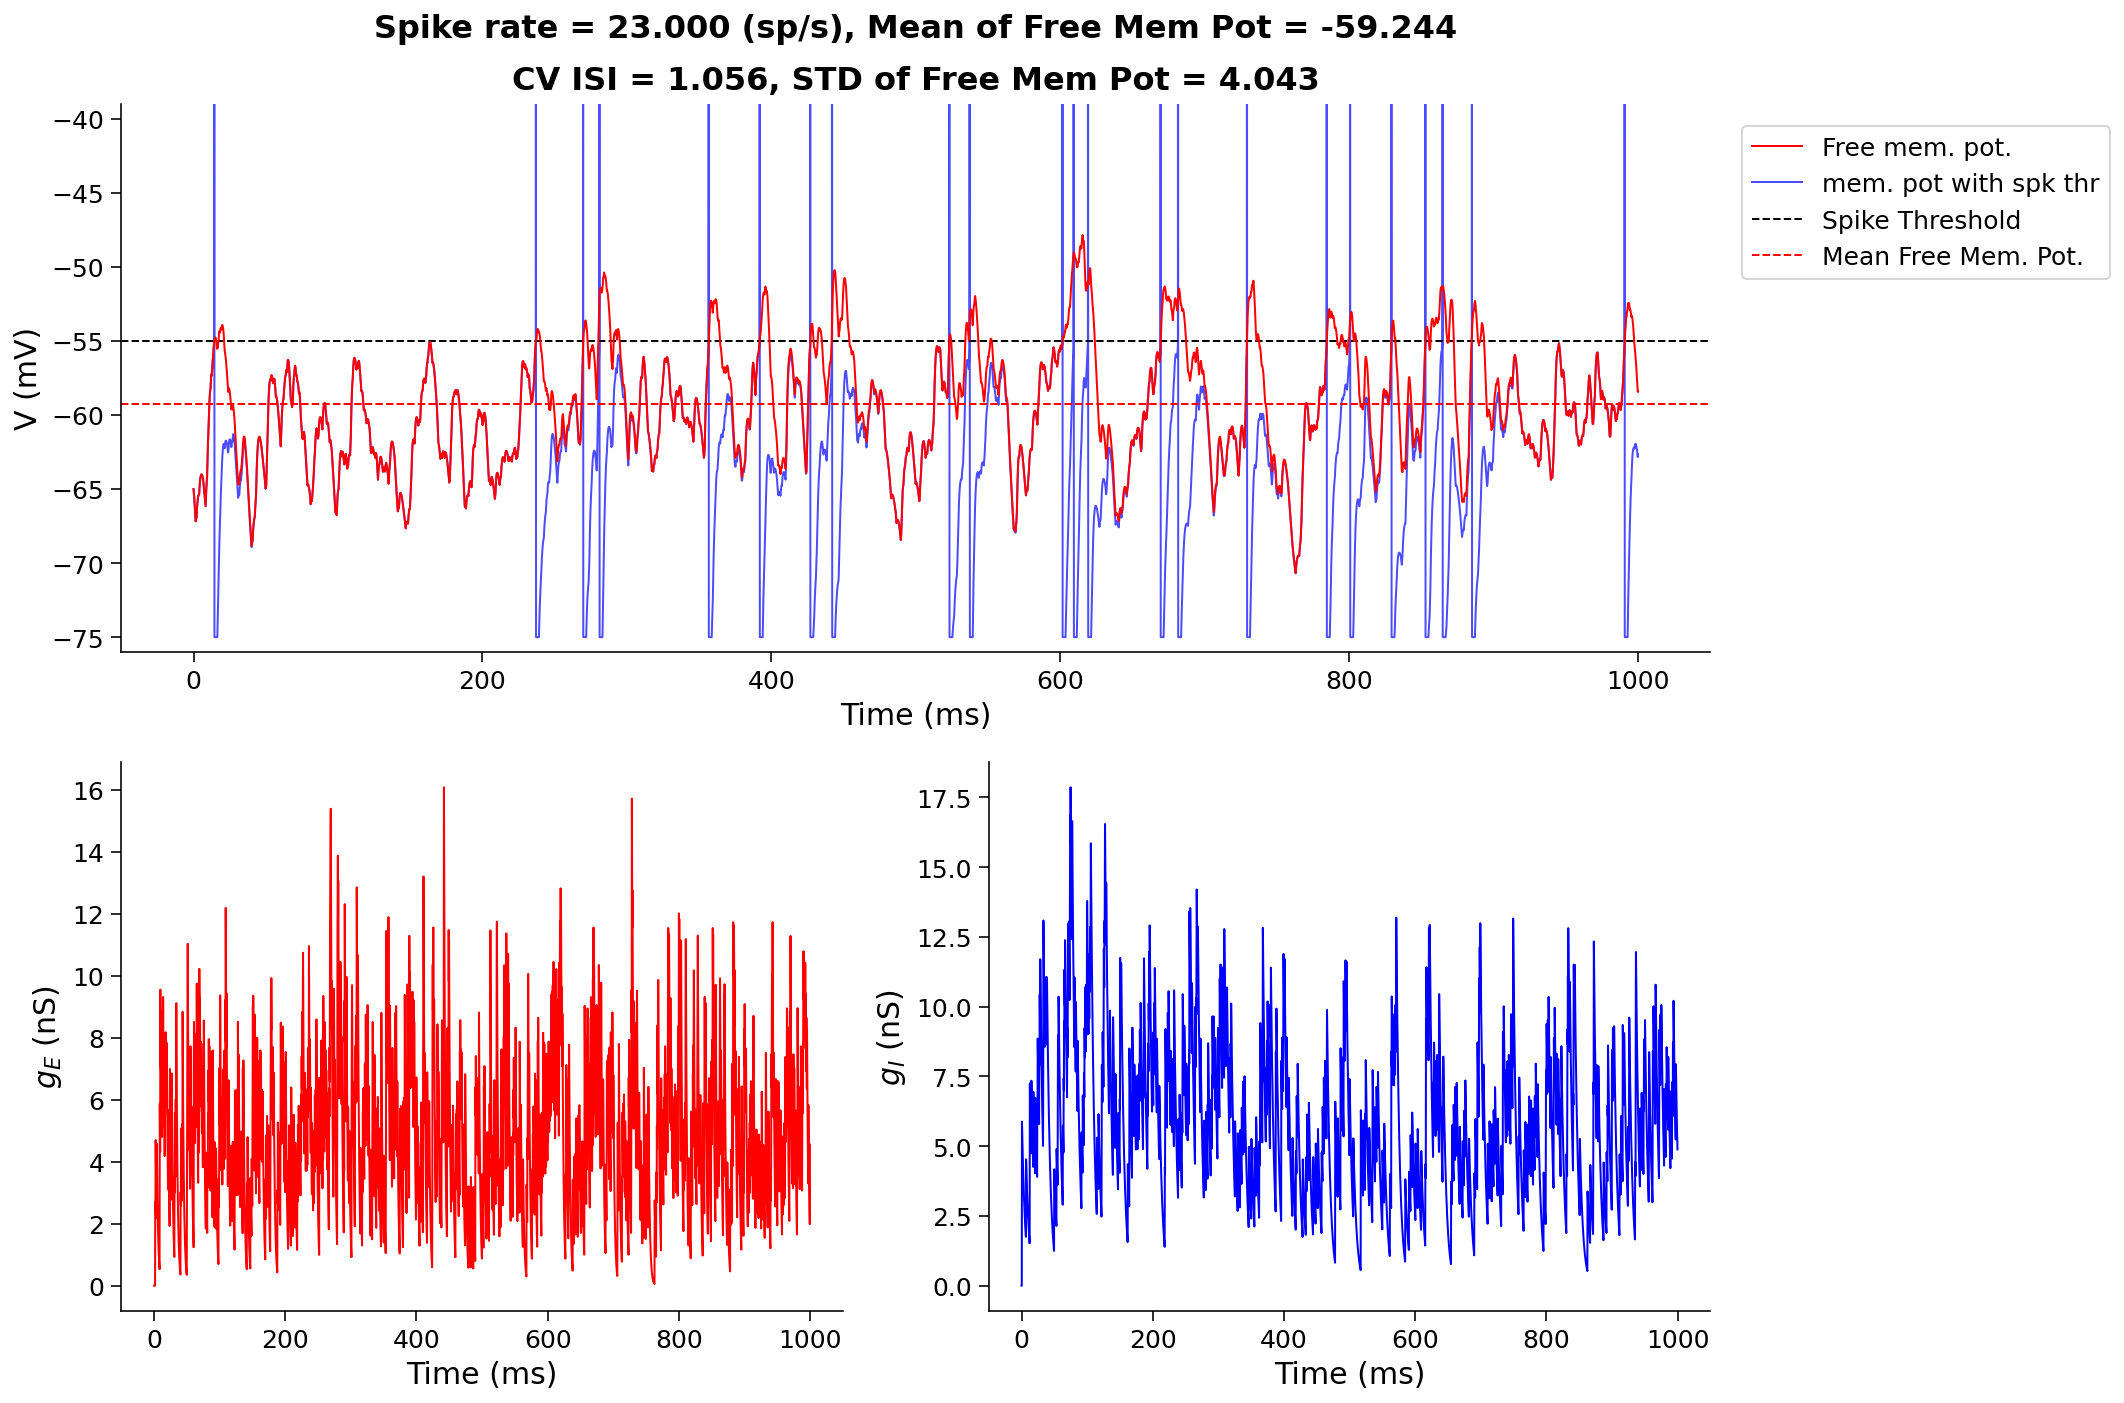 Spike rate = 23.000 (sp/s), Mean of Free Mem Pot = -59.244
CV ISI = 1.056, STD of Free Mem Pot = 4.043
−40
−45
−50
−55
−60
−65
−70
−75
V (mV)
0 200 400 600 800 1000
Time (ms)
Free mem. pot.
mem. pot with spk thr
Spike Threshold
Mean Free Mem. Pot.
16
14
12
10
8
6
4
2
0
g_E (nS)
0 200 400 600 800 1000
Time (ms)
17.5
15.0
12.5
10.0
7.5
5.0
2.5
0.0
g_I (nS)
0 200 400 600 800 1000
Time (ms)